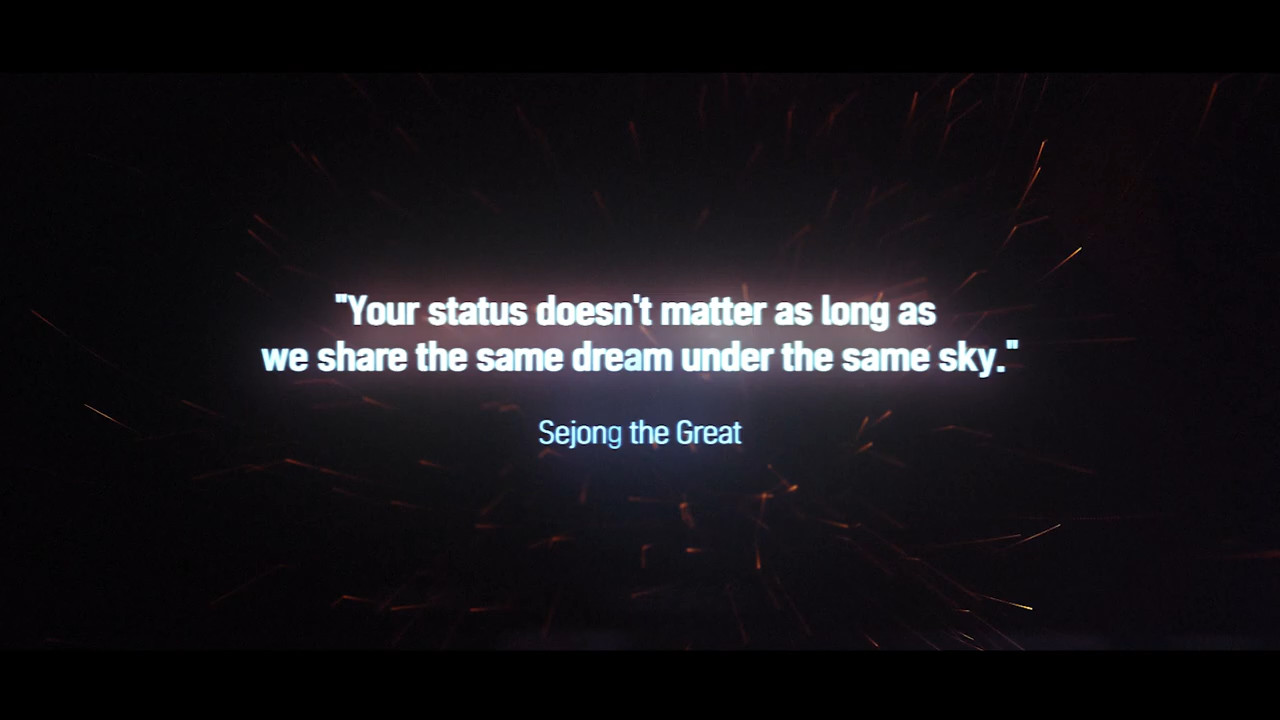 "Your status doesn't matter as long as
we share the same dream under the same sky."
Sejong the Great